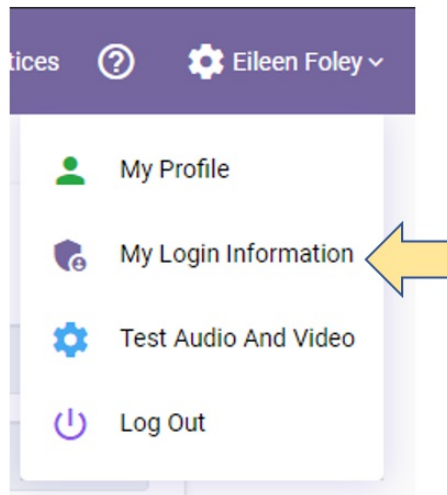 tices ? Eileen Foley
My Profile
My Login Information
Test Audio And Video
Log Out